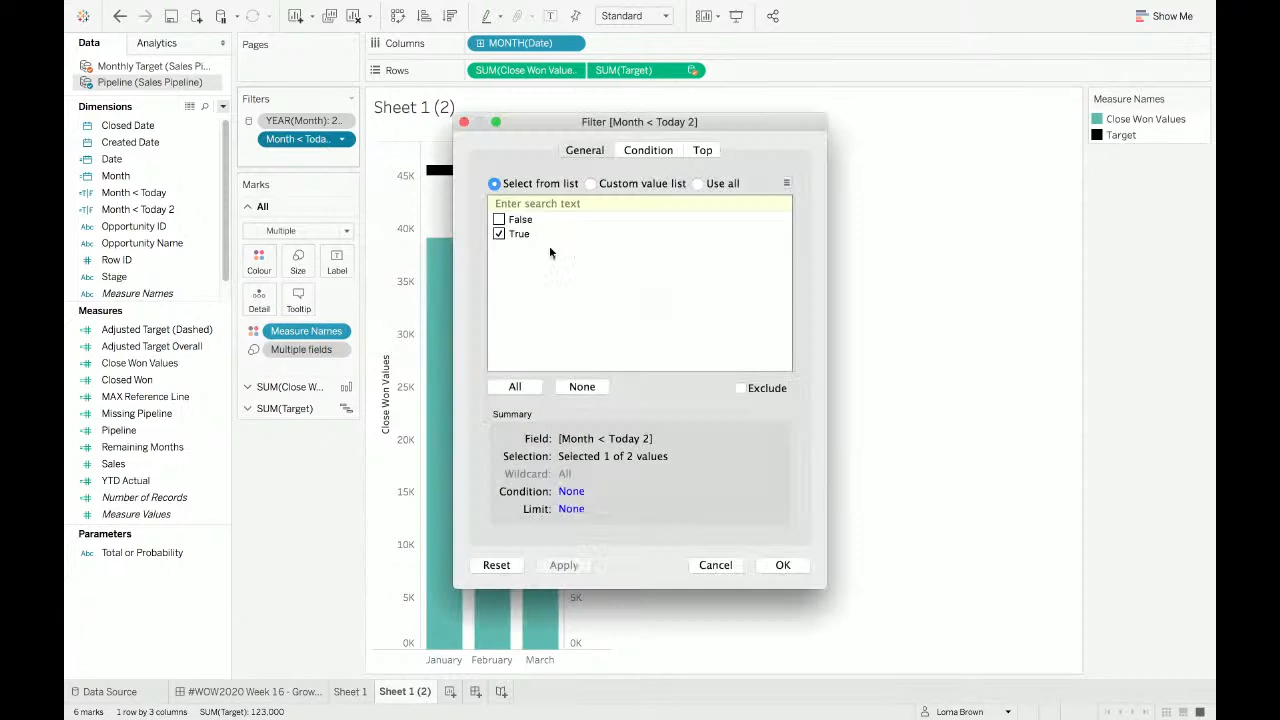 Standard
Show Me
Data
Analytics
Monthly Target (Sales Pi...
Pipeline (Sales Pipeline)
Dimensions
Closed Date
Created Date
Date
Month
Month < Today
Month < Today 2
Opportunity ID
Opportunity Name
Row ID
Stage
Measure Names
Measures
Adjusted Target (Dashed)
Adjusted Target Overall
Close Won Values
Closed Won
MAX Reference Line
Missing Pipeline
Pipeline
Remaining Months
Sales
YTD Actual
Number of Records
Measure Values
Parameters
Total or Probability
Pages
Filters
YEAR(Month): 2..
Month < Toda..
Marks
All
Multiple
Colour
Size
Label
Detail
Tooltip
Measure Names
Multiple fields
SUM(Close W...
SUM(Target)
Columns
MONTH(Date)
Rows
SUM(Close Won Value..
SUM(Target)
Sheet 1 (2)
45K
40K
35K
30K
25K
20K
15K
10K
5K
0K
Close Won Values
5K
0K
January
February
March
Filter [Month < Today 2]
General
Condition
Top
Select from list
Custom value list
Use all
Enter search text
False
True
All
None
Exclude
Summary
Field: [Month < Today 2]
Selection: Selected 1 of 2 values
Wildcard: All
Condition: None
Limit: None
Reset
Apply
Cancel
OK
Measure Names
Close Won Values
Target
Data Source
#WOW2020 Week 16 - Grow...
Sheet 1
Sheet 1 (2)
6 marks
1 row by 3 columns
SUM(Target): 123,000
Lorna Brown